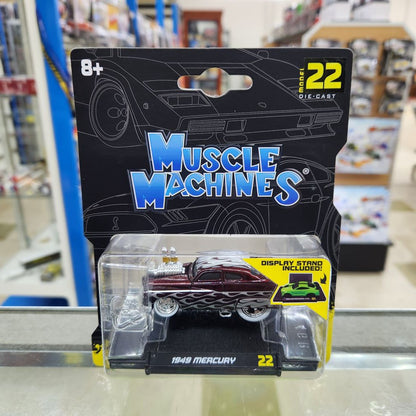 8+
MODEL
22
DIE-CAST
MUSCLE
MACHINES®
DISPLAY STAND
INCLUDED!
1949 MERCURY
22